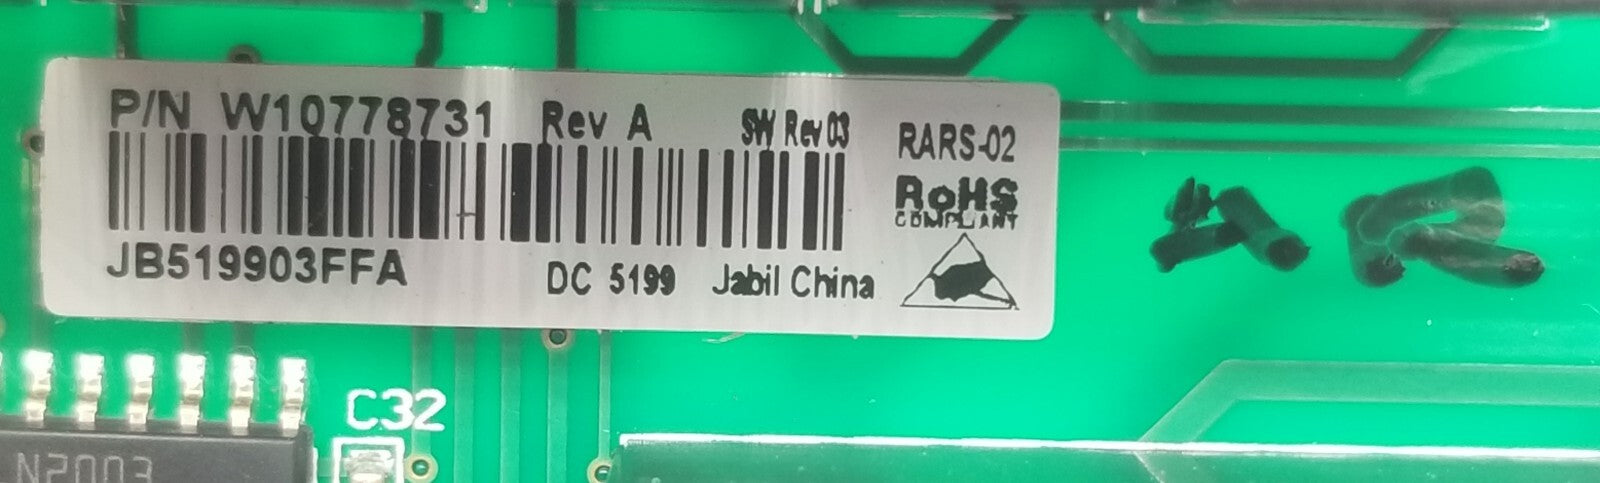 P/N W10778731 Rev A SW Rev 03
RARS-02
RoHS
COMPLIANT
JB519903FFA DC 5199 Jabil China
C32
N2003